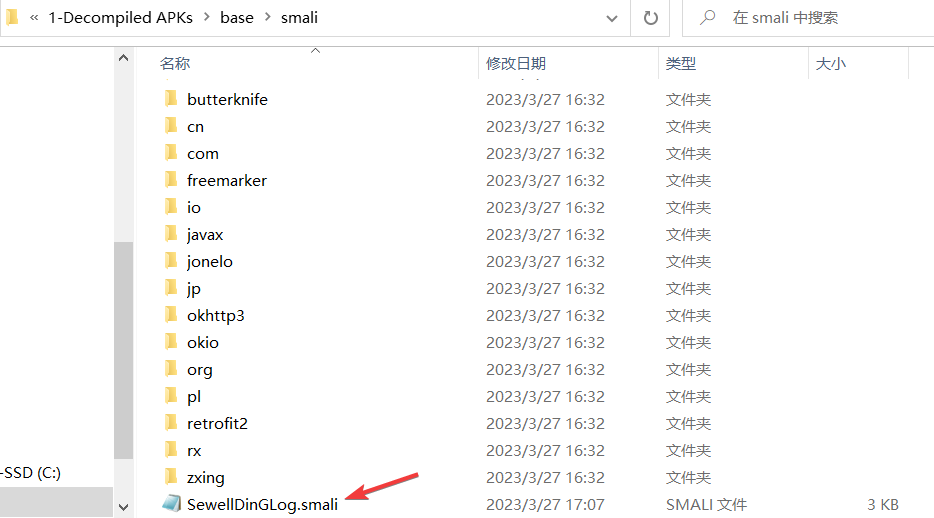 « 1-Decompiled APKs > base > smali
在 smali 中搜索
名称 修改日期 类型 大小
butterknife 2023/3/27 16:32 文件夹
cn 2023/3/27 16:32 文件夹
com 2023/3/27 16:32 文件夹
freemarker 2023/3/27 16:32 文件夹
io 2023/3/27 16:32 文件夹
javax 2023/3/27 16:32 文件夹
jonelo 2023/3/27 16:32 文件夹
jp 2023/3/27 16:32 文件夹
okhttp3 2023/3/27 16:32 文件夹
okio 2023/3/27 16:32 文件夹
org 2023/3/27 16:32 文件夹
pl 2023/3/27 16:32 文件夹
retrofit2 2023/3/27 16:32 文件夹
rx 2023/3/27 16:32 文件夹
-SSD (C:)
zxing 2023/3/27 16:32 文件夹
SewellDinGLog.smali 2023/3/27 17:07 SMALI 文件 3 KB